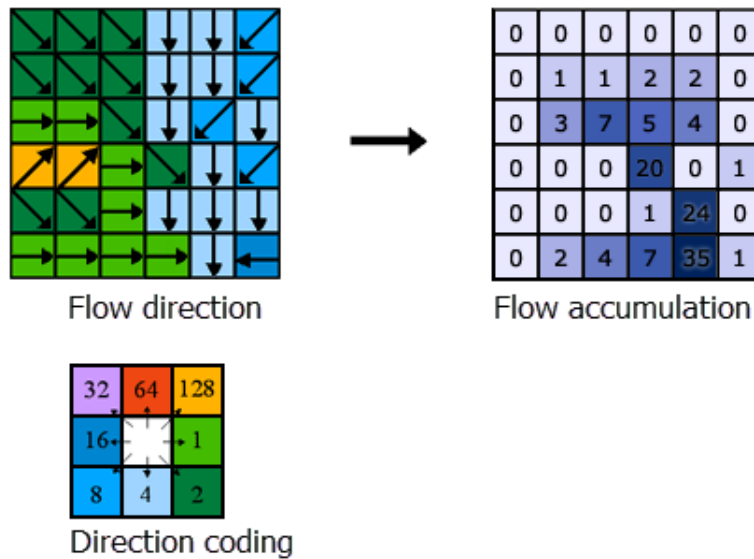 0 0 0 0 0 0
0 1 1 2 2 0
0 3 7 5 4 0
0 0 0 20 0 1
0 0 0 1 24 0
0 2 4 7 35 1
Flow direction
Flow accumulation
32 64 128
16 1
8 4 2
Direction coding